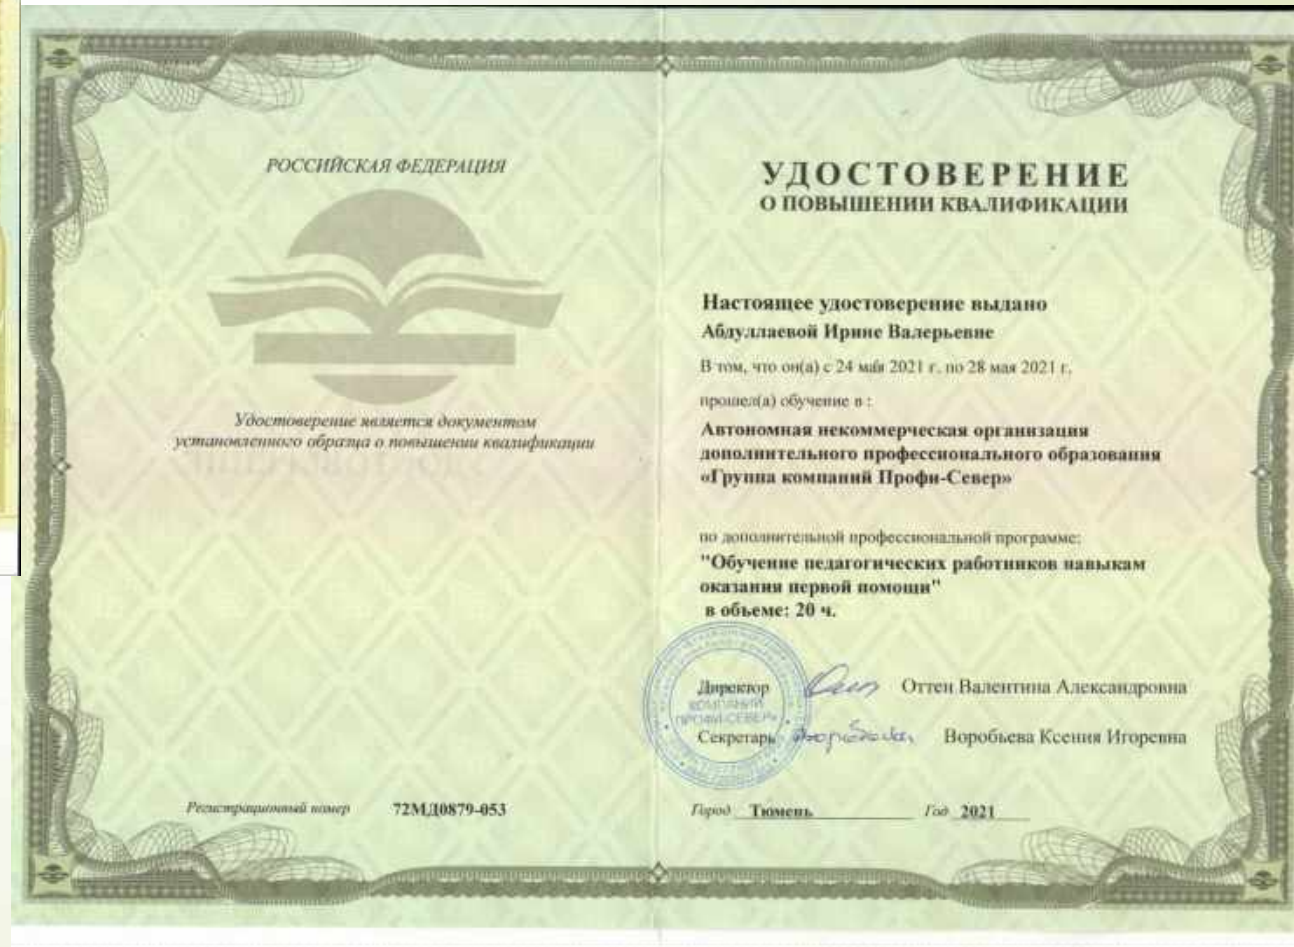 РОССИЙСКАЯ ФЕДЕРАЦИЯ
Удостоверение является документом
установленного образца о повышении квалификации
Регистрационный номер 72МД0879-053
УДОСТОВЕРЕНИЕ
О ПОВЫШЕНИИ КВАЛИФИКАЦИИ
Настоящее удостоверение выдано
Абдуллаевой Ирине Валерьевне
В том, что он(а) с 24 мая 2021 г. по 28 мая 2021 г.
прошел(а) обучение в :
Автономная некоммерческая организация
дополнительного профессионального образования
«Группа компаний Профи-Север»
по дополнительной профессиональной программе:
"Обучение педагогических работников навыкам
оказания первой помощи"
в объеме: 20 ч.
Директор Оттен Валентина Александровна
КОМПАНИЙ
ПРОФИ-СЕВЕР»
Секретарь Воробьева Ксения Игоревна
Город Тюмень Год 2021